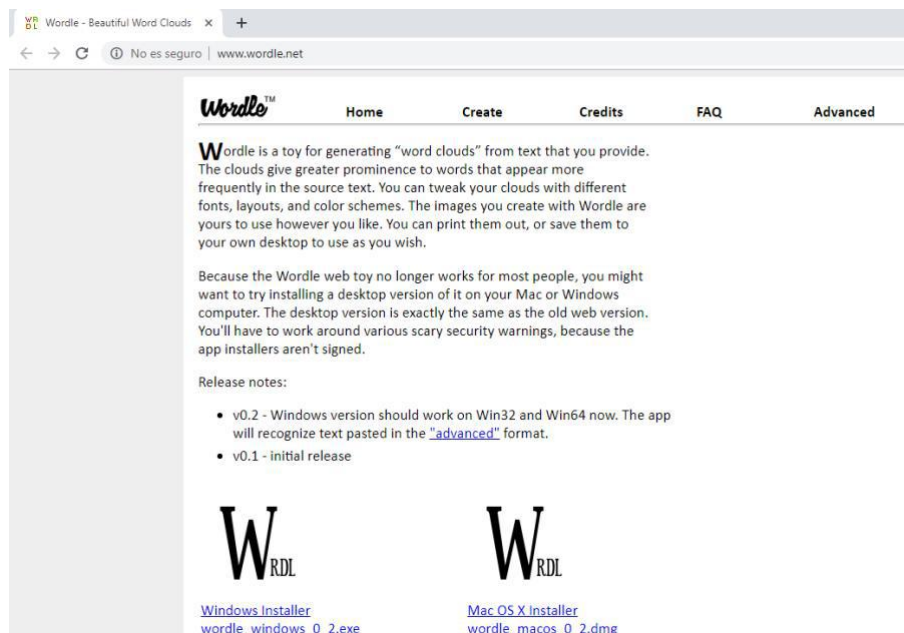 WR
DL
Wordle - Beautiful Word Clouds
No es seguro | www.wordle.net
Wordle™
Home Create Credits FAQ Advanced
Wordle is a toy for generating “word clouds” from text that you provide.
The clouds give greater prominence to words that appear more
frequently in the source text. You can tweak your clouds with different
fonts, layouts, and color schemes. The images you create with Wordle are
yours to use however you like. You can print them out, or save them to
your own desktop to use as you wish.
Because the Wordle web toy no longer works for most people, you might
want to try installing a desktop version of it on your Mac or Windows
computer. The desktop version is exactly the same as the old web version.
You'll have to work around various scary security warnings, because the
app installers aren't signed.
Release notes:
• v0.2 - Windows version should work on Win32 and Win64 now. The app
will recognize text pasted in the "advanced" format.
• v0.1 - initial release
WRDL WRDL
Windows Installer Mac OS X Installer
wordle_windows_0_2.exe wordle_macos_0_2.dmg